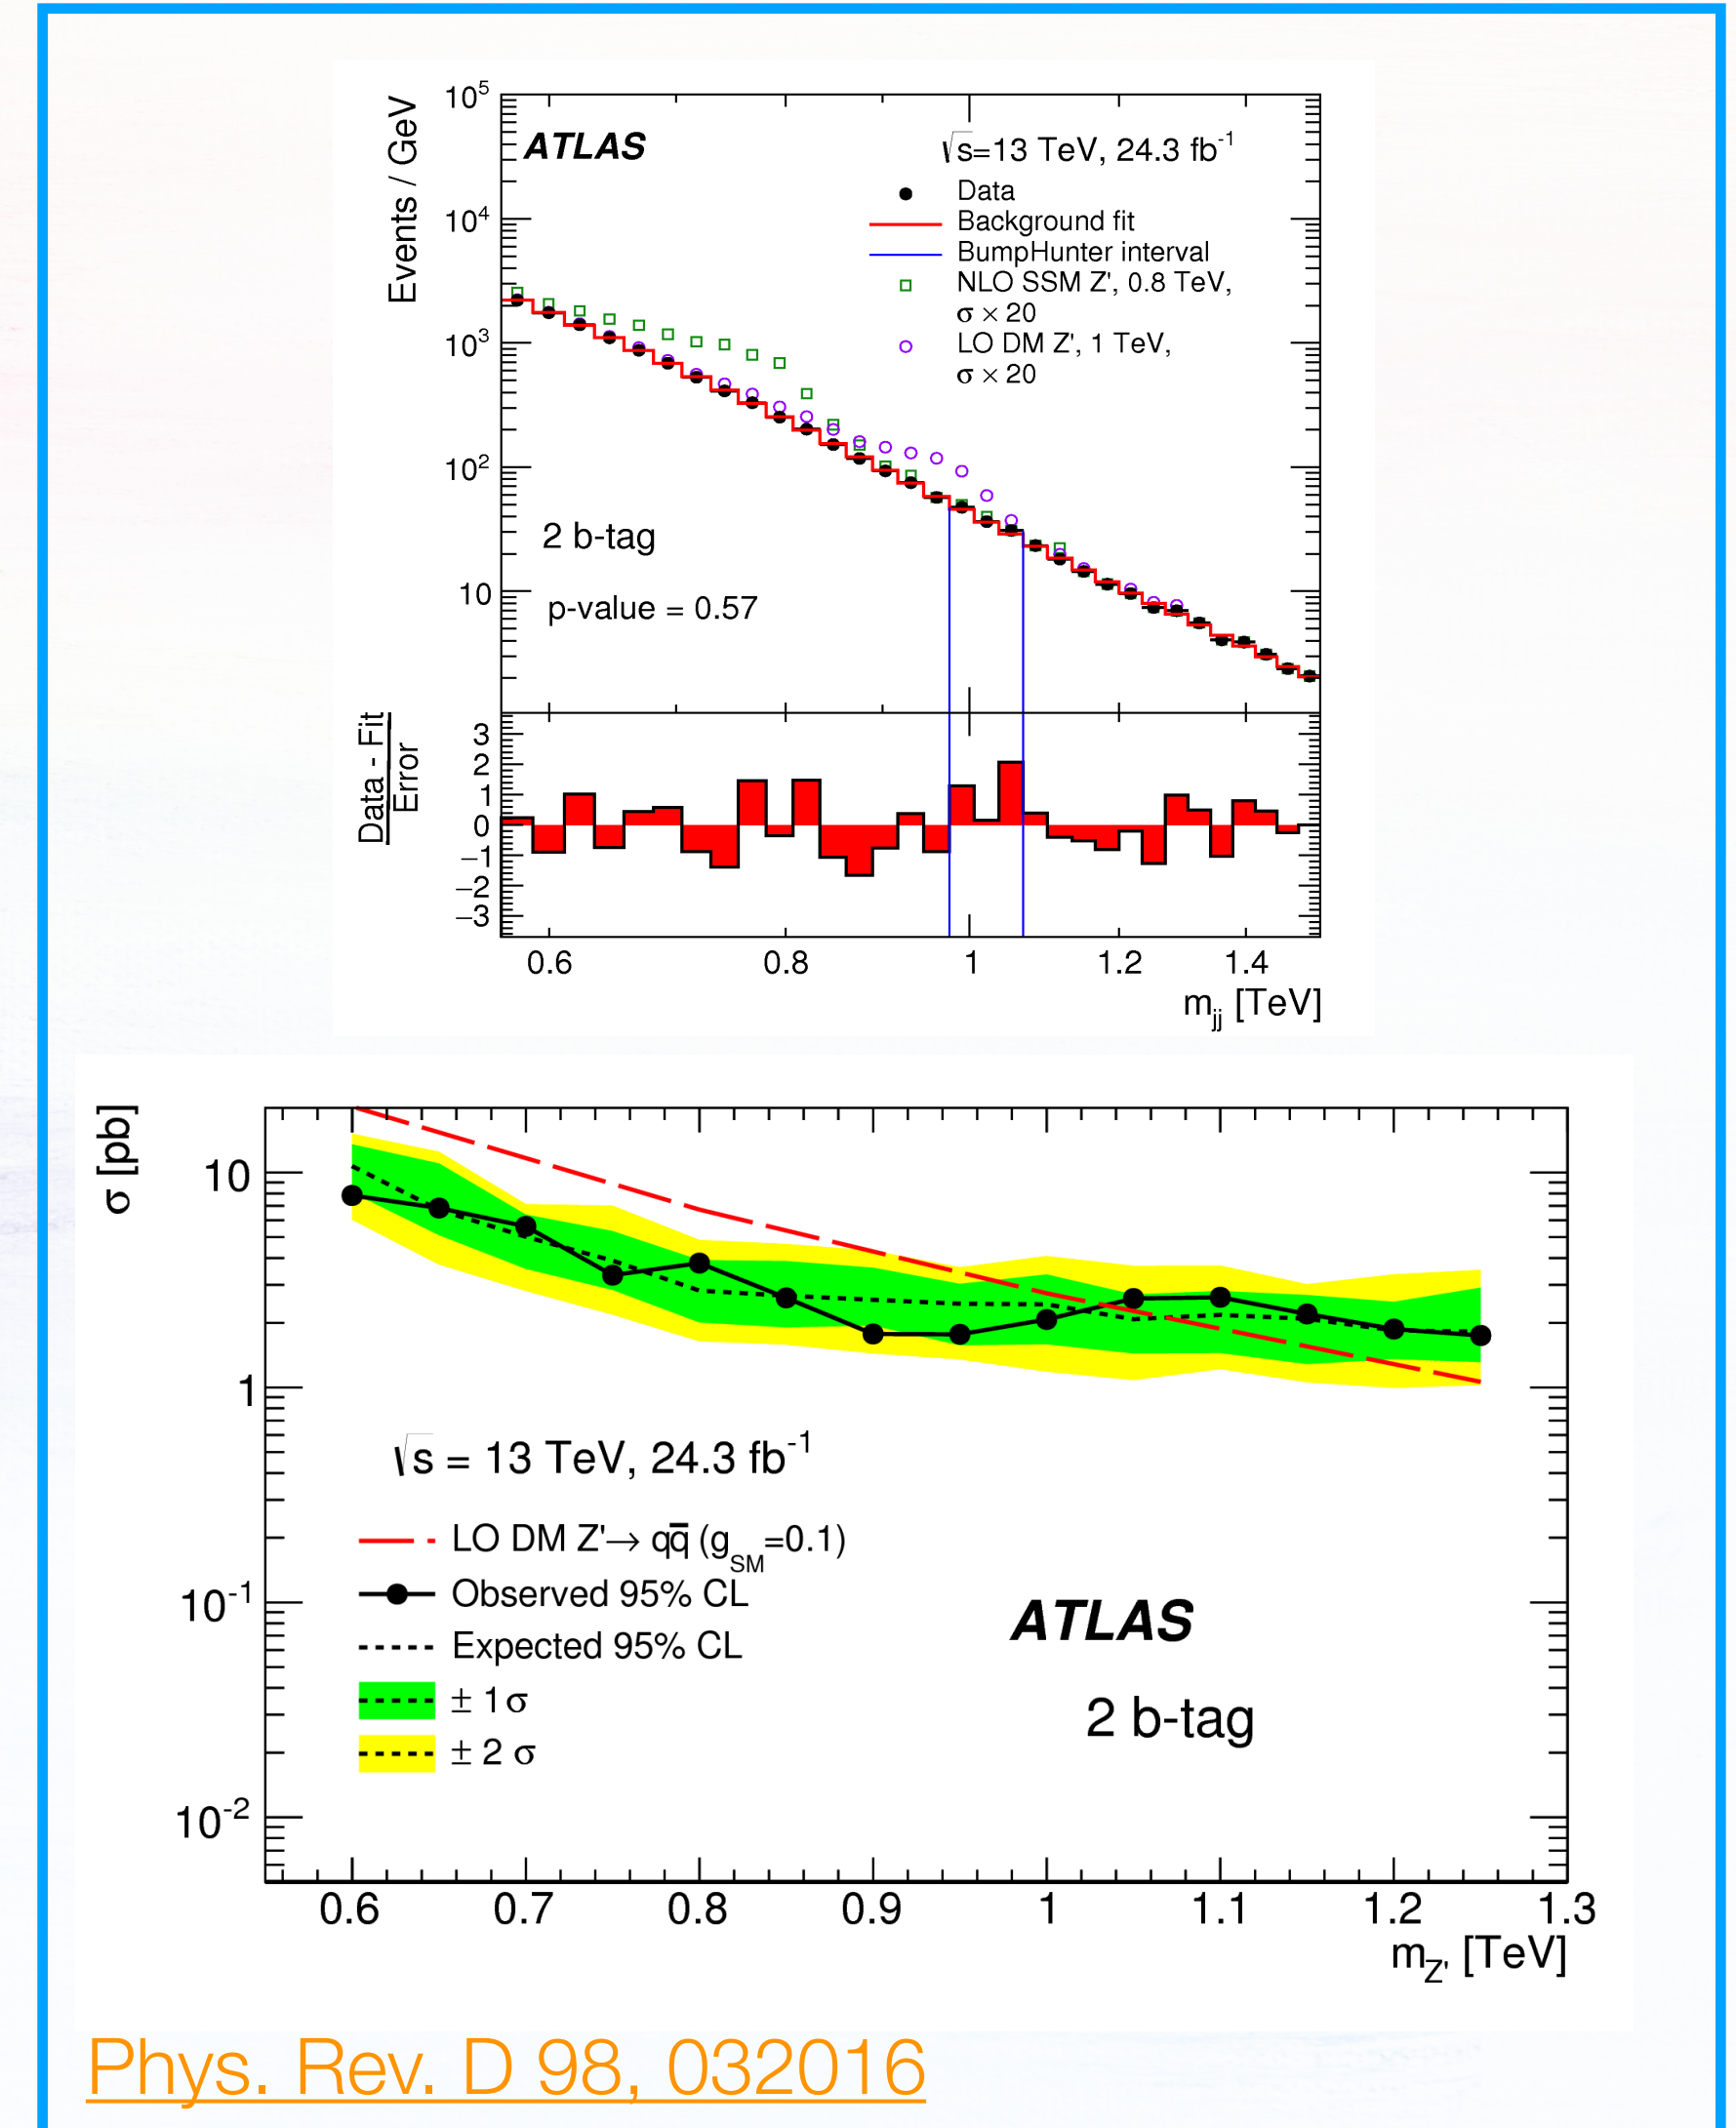 Events / GeV
10⁵
10⁴
10³
10²
10
ATLAS
√s=13 TeV, 24.3 fb⁻¹
Data
Background fit
BumpHunter interval
NLO SSM Z', 0.8 TeV,
σ × 20
LO DM Z', 1 TeV,
σ × 20
2 b-tag
p-value = 0.57
Data - Fit
Error
3
2
1
0
−1
−2
−3
0.6 0.8 1 1.2 1.4
m_jj [TeV]
σ [pb]
10
1
10⁻¹
10⁻²
√s = 13 TeV, 24.3 fb⁻¹
LO DM Z'→ qq̅ (g_SM=0.1)
Observed 95% CL
Expected 95% CL
± 1σ
± 2 σ
ATLAS
2 b-tag
0.6 0.7 0.8 0.9 1 1.1 1.2 1.3
m_Z' [TeV]
Phys. Rev. D 98, 032016